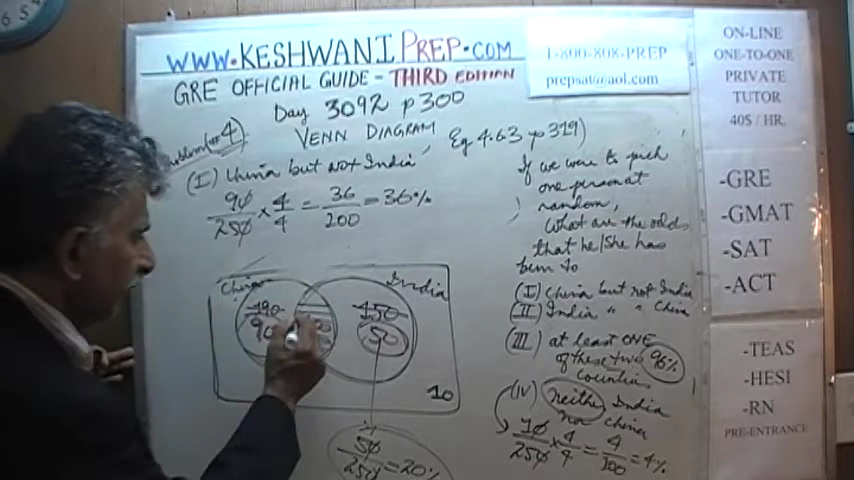 WWW.KESHWANIPREP.COM
GRE OFFICIAL GUIDE - THIRD EDITION
1-800-808-PREP
prepsat@aol.com
Day 3092 p300
VENN DIAGRAM
Eg 4.63 p 319)
4)
(I) China but not India
90/250 × 4/4 = 36/200 = 36%
If we were to pick
one person at
random,
what are the odds
that he/she has
been to
(I) China but not India
(II) India " " China
(III) at least ONE
of these two 96%
Countries
(IV) neither India
nor China
10/250 × 4/4 = 4/100 = 4%
China
India
190
90
150
50
10
50/250 = 20%
ON-LINE
ONE-TO-ONE
PRIVATE
TUTOR
40$ / HR.
-GRE
-GMAT
-SAT
-ACT
-TEAS
-HESI
-RN
PRE-ENTRANCE